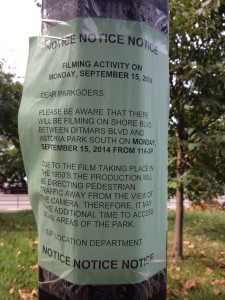 NOTICE NOTICE NOTICE
FILMING ACTIVITY ON
MONDAY, SEPTEMBER 15, 2014
DEAR PARKGOERS,
PLEASE BE AWARE THAT THERE
WILL BE FILMING ON SHORE BLVD
BETWEEN DITMARS BLVD AND
ASTORIA PARK SOUTH ON MONDAY,
SEPTEMBER 15, 2014 FROM
DUE TO THE FILM TAKING PLACE
IN THE 1960'S THE PRODUCTION WILL
BE DIRECTING PEDESTRIAN
TRAFFIC AWAY FROM THE VIEW OF
THE CAMERA. THEREFORE, IT MAY
ADDITIONAL TIME TO ACCESS
AREAS OF THE PARK.
LOCATION DEPARTMENT
NOTICE NOTICE NOTICE